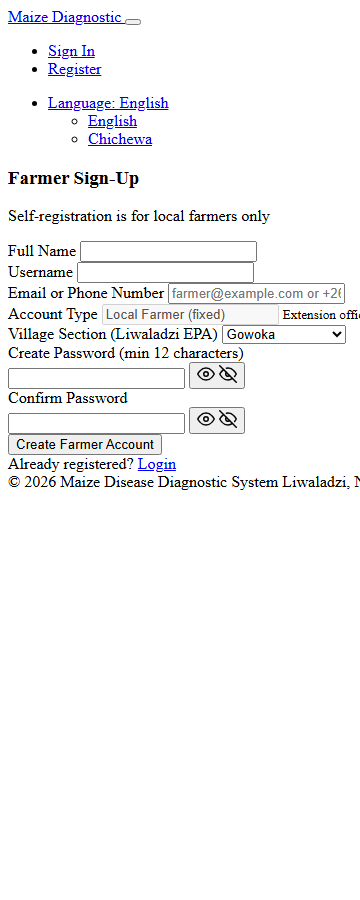 Maize Diagnostic
Sign In
Register
Language: English
English
Chichewa
Farmer Sign-Up
Self-registration is for local farmers only
Full Name
Username
Email or Phone Number farmer@example.com or +26
Account Type Local Farmer (fixed) Extension offi
Village Section (Liwaladzi EPA) Gowoka
Create Password (min 12 characters)
Confirm Password
Create Farmer Account
Already registered? Login
© 2026 Maize Disease Diagnostic System Liwaladzi,